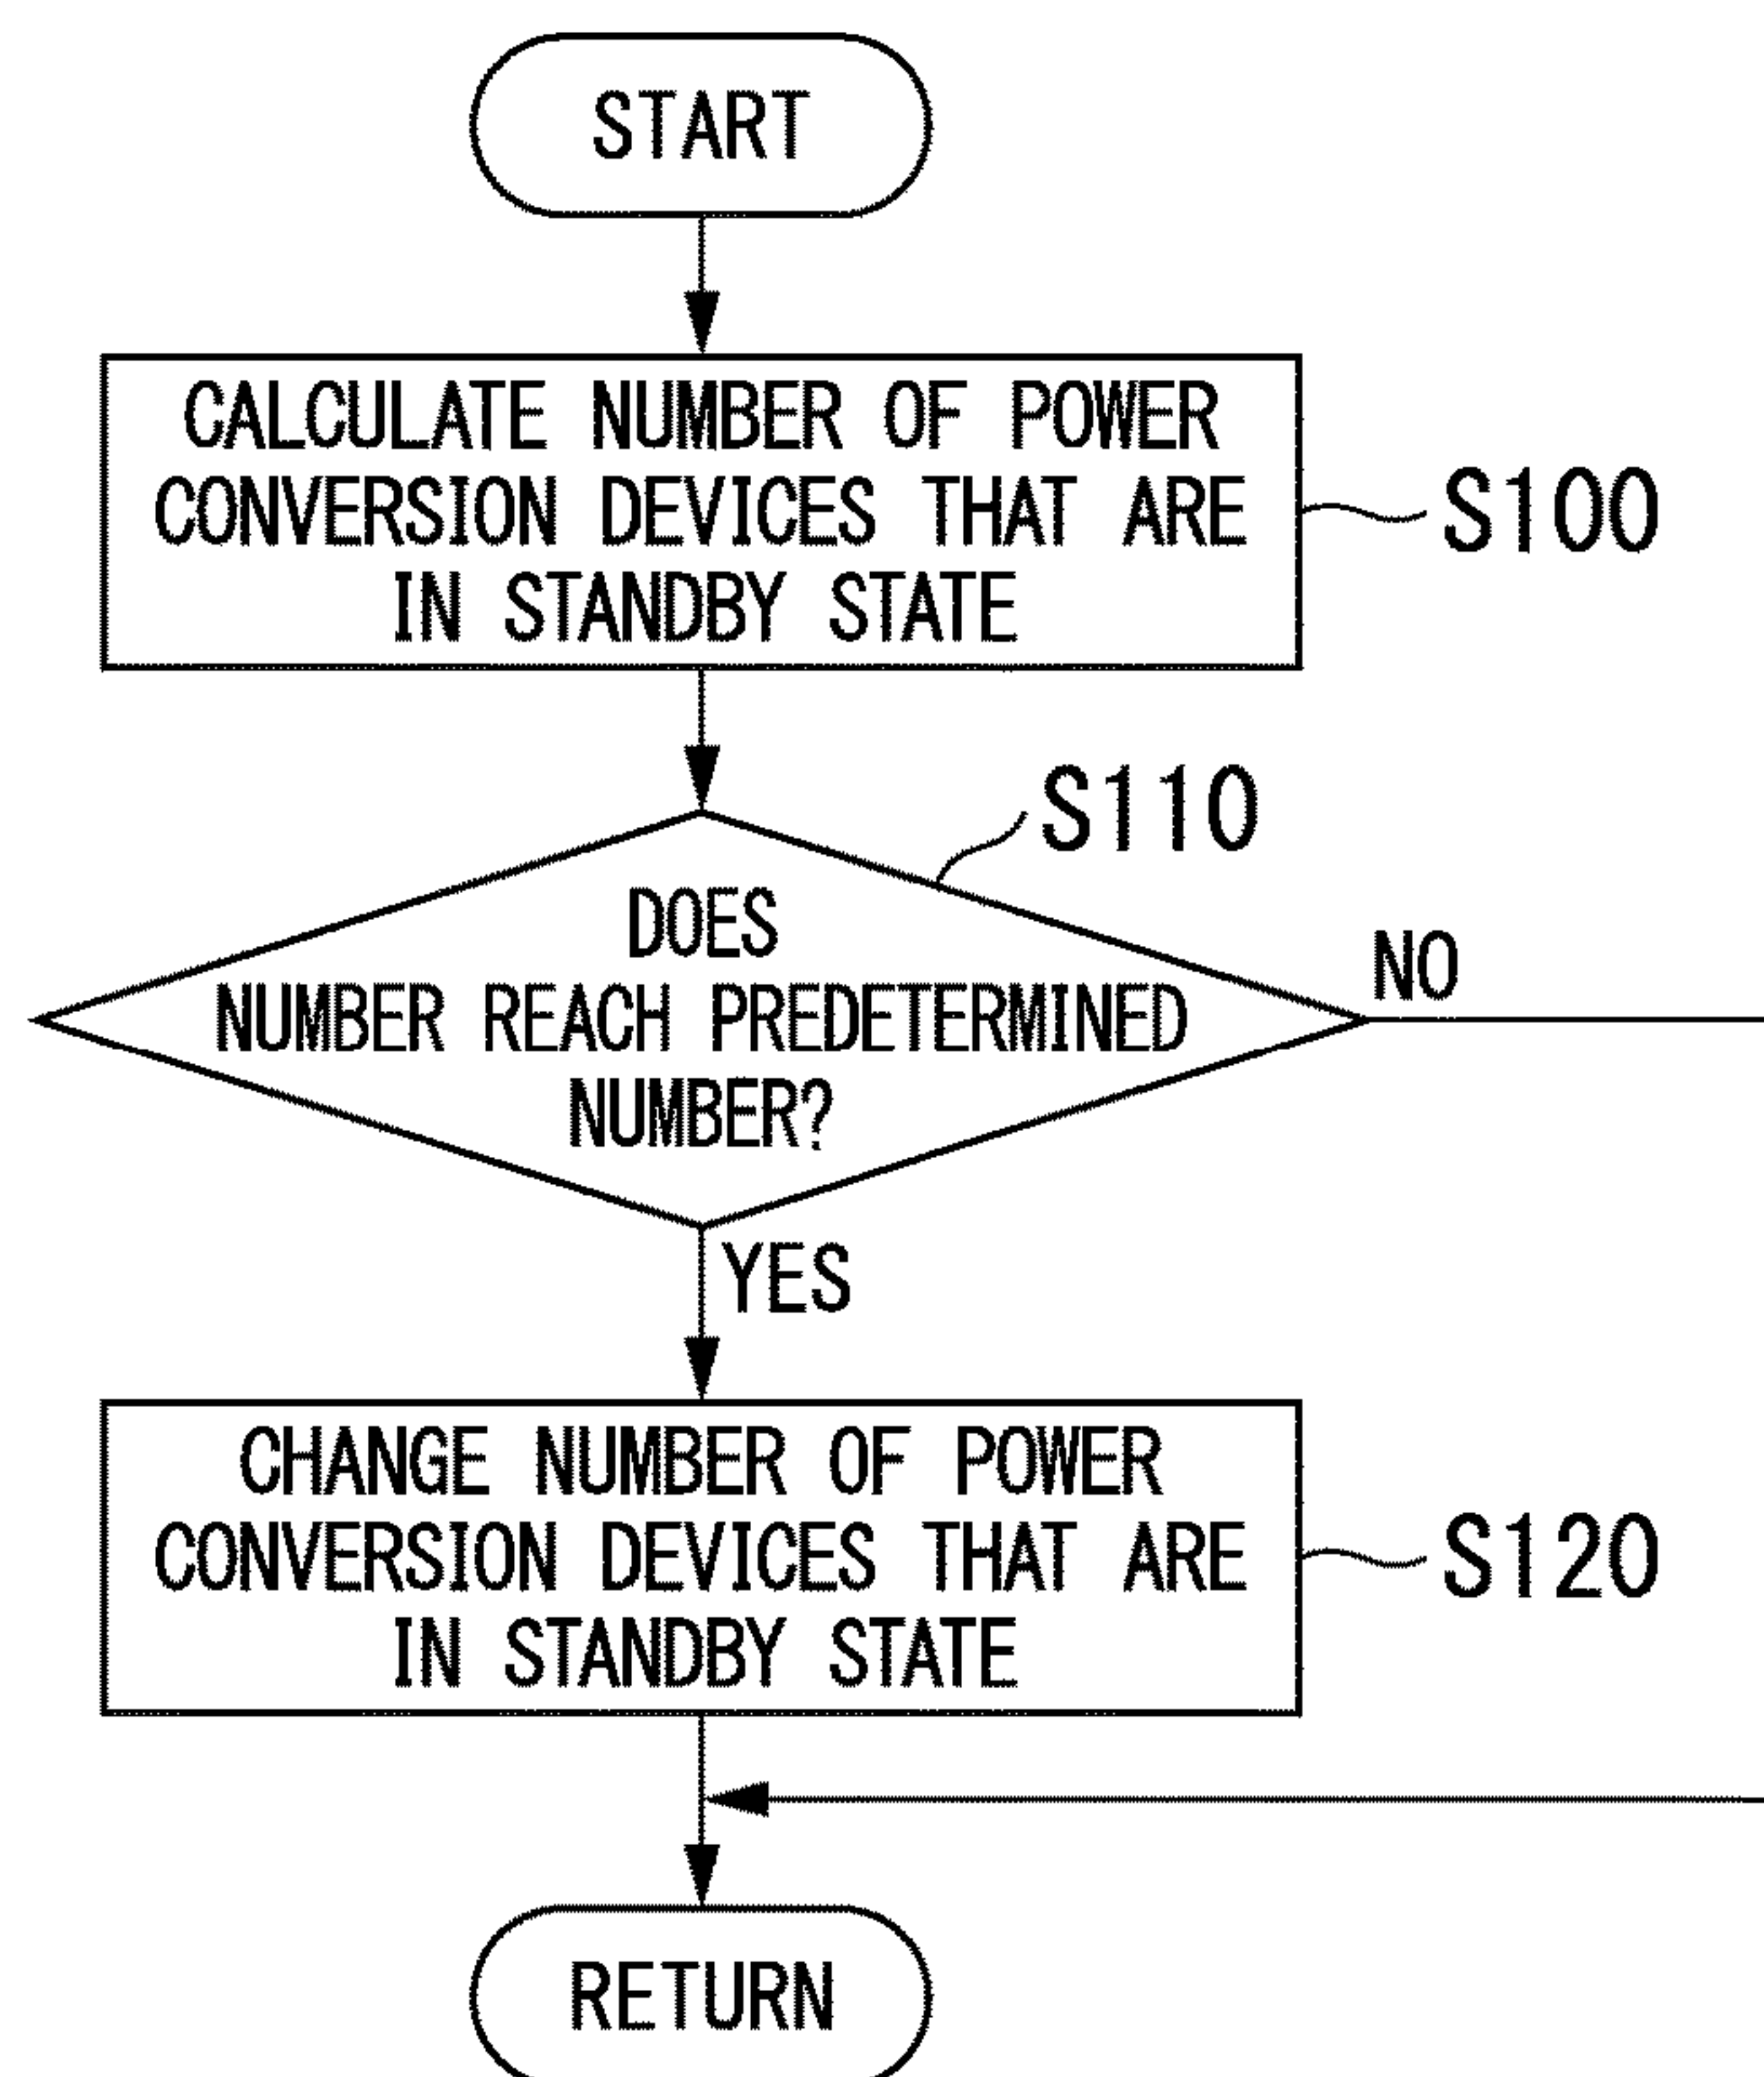 START
CALCULATE NUMBER OF POWER
CONVERSION DEVICES THAT ARE
IN STANDBY STATE
S100
S110
DOES
NUMBER REACH PREDETERMINED
NUMBER?
NO
YES
CHANGE NUMBER OF POWER
CONVERSION DEVICES THAT ARE
IN STANDBY STATE
S120
RETURN